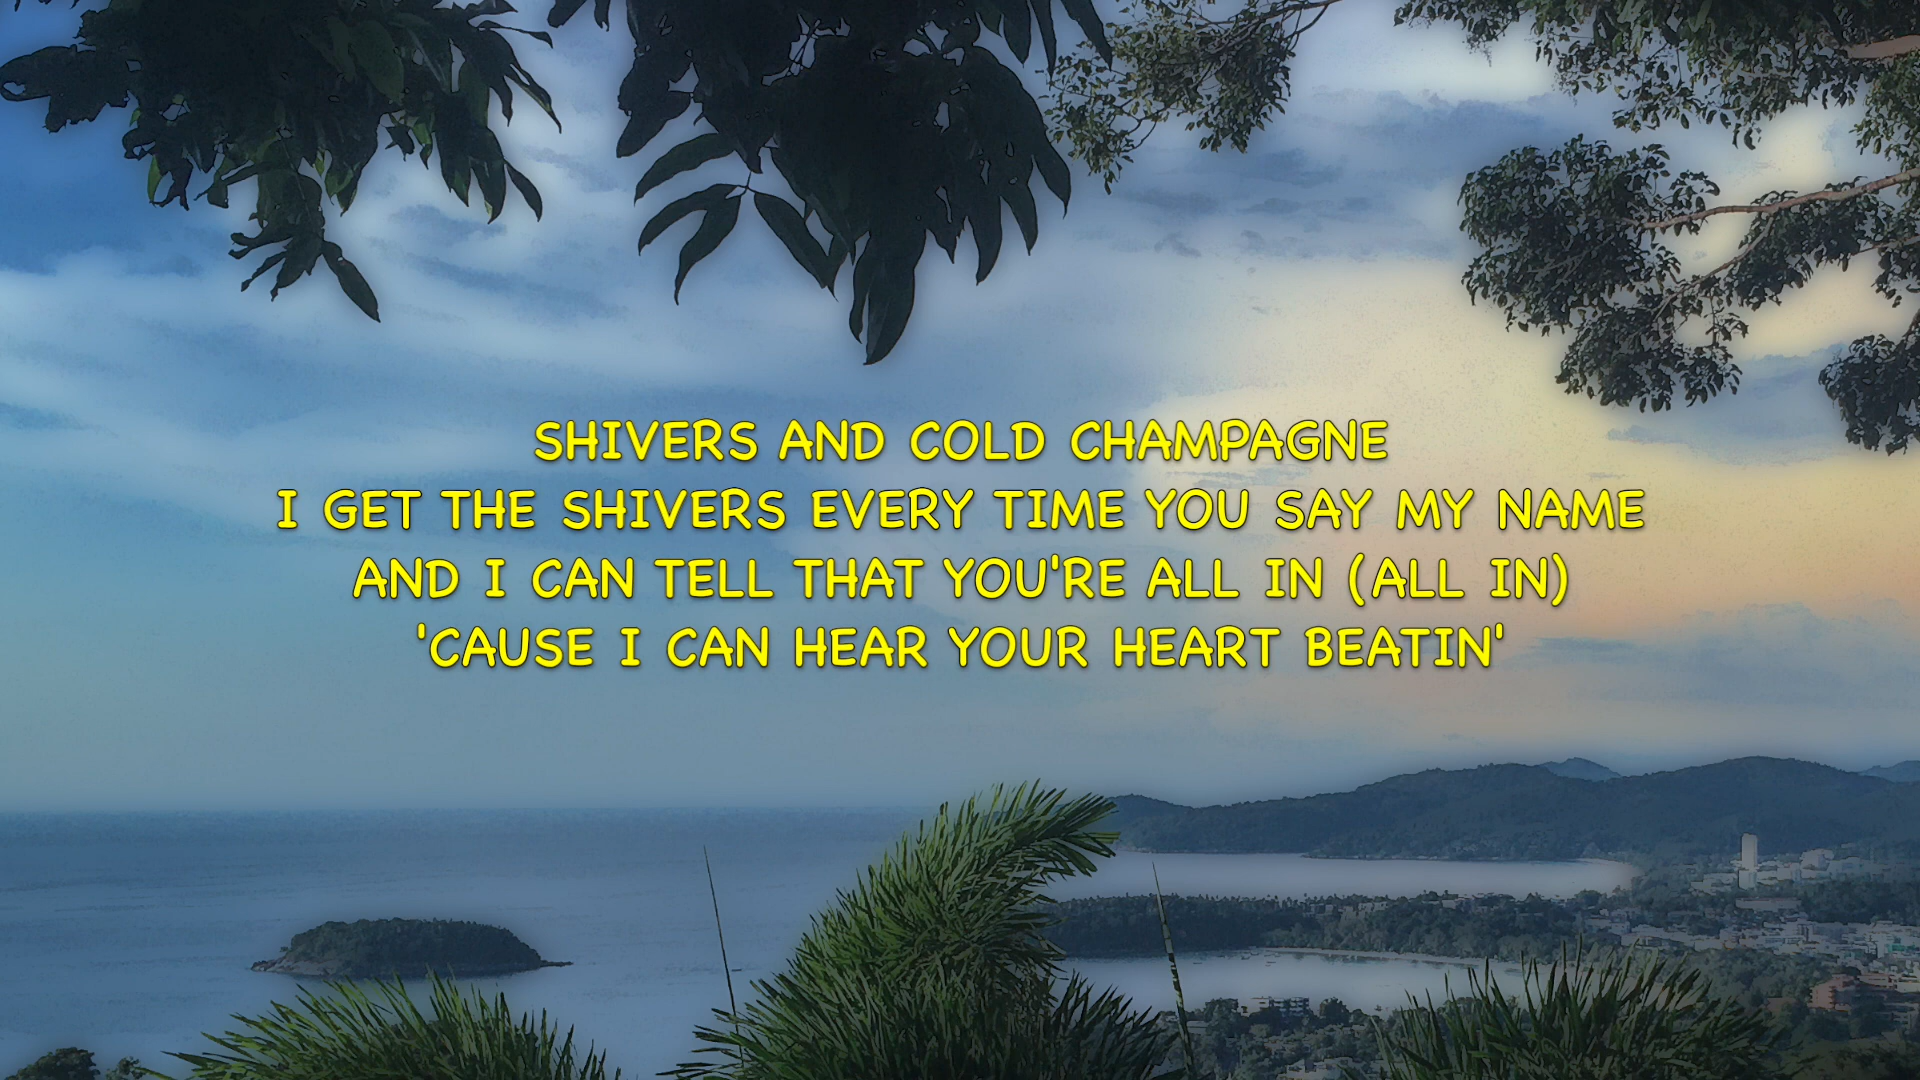 SHIVERS AND COLD CHAMPAGNE
I GET THE SHIVERS EVERY TIME YOU SAY MY NAME
AND I CAN TELL THAT YOU'RE ALL IN (ALL IN)
'CAUSE I CAN HEAR YOUR HEART BEATIN'